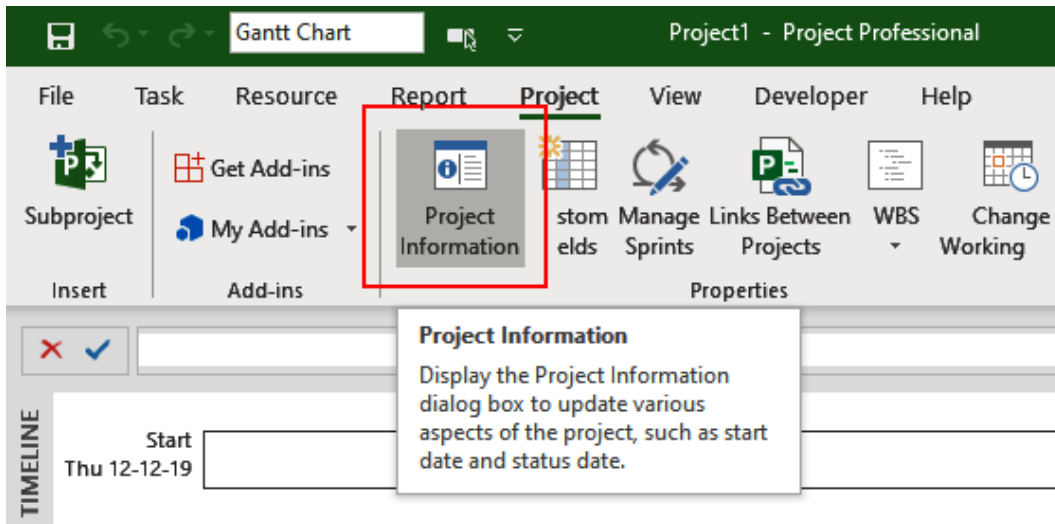 Gantt Chart
Project1 - Project Professional
File Task Resource Report Project View Developer Help
Subproject
Get Add-ins
My Add-ins
Project
Information
stom
elds
Manage
Sprints
Links Between
Projects
WBS
Change
Working
Insert
Add-ins
Properties
Project Information
Display the Project Information
dialog box to update various
aspects of the project, such as start
date and status date.
TIMELINE
Start
Thu 12-12-19